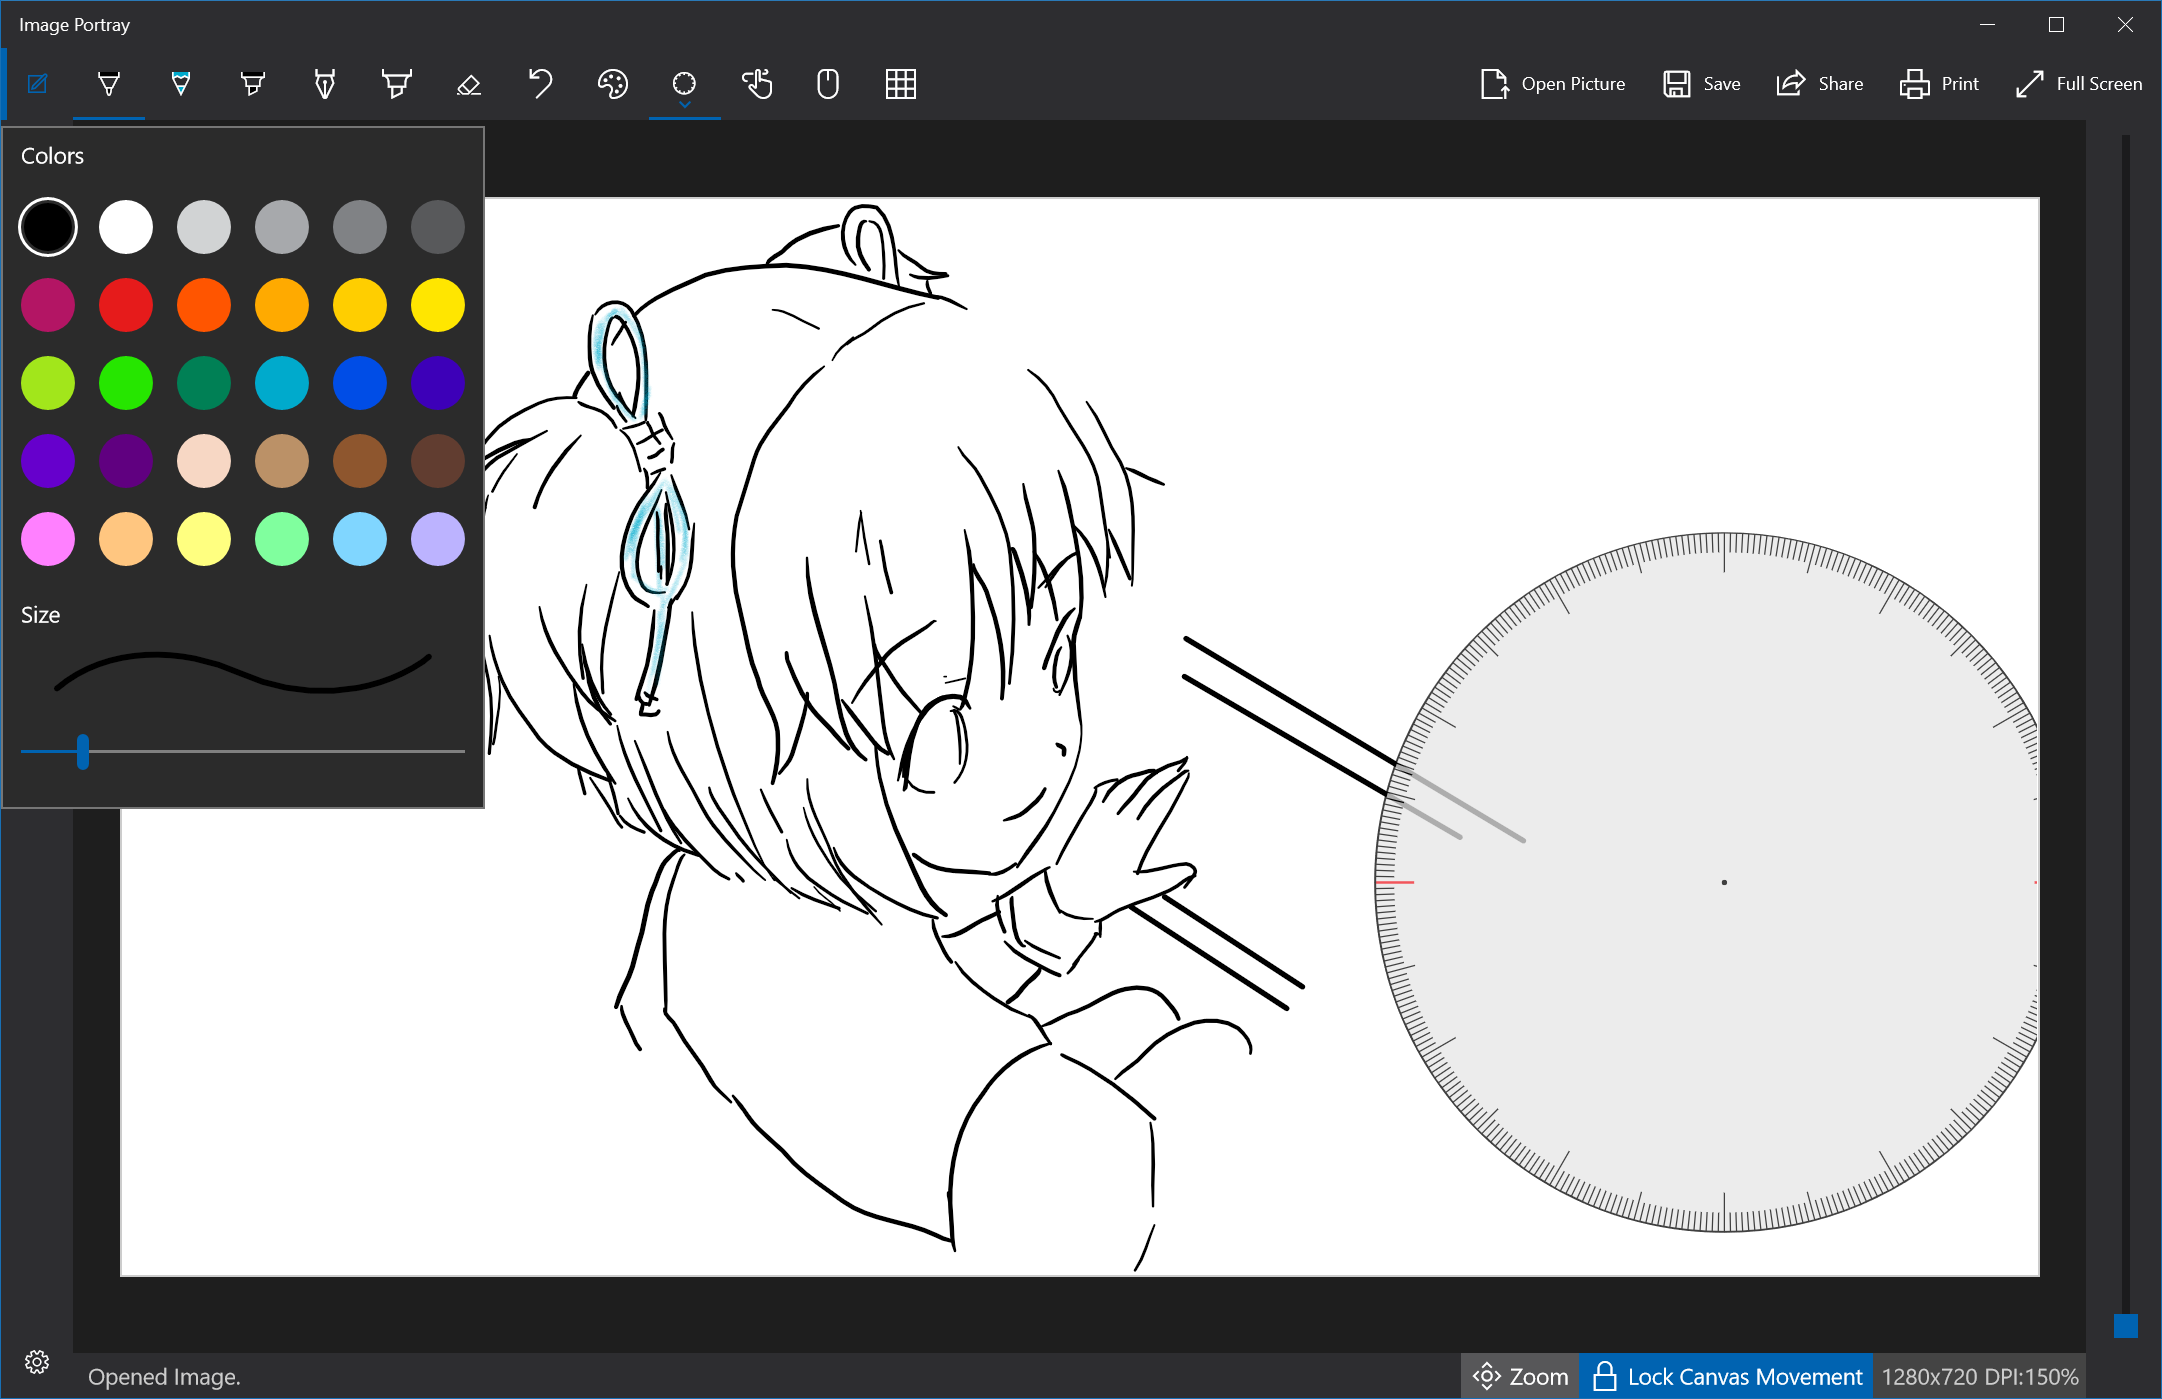 Image Portray
Open Picture
Save
Share
Print
Full Screen
Colors
Size
Opened Image.
Zoom
Lock Canvas Movement
1280x720 DPI:150%